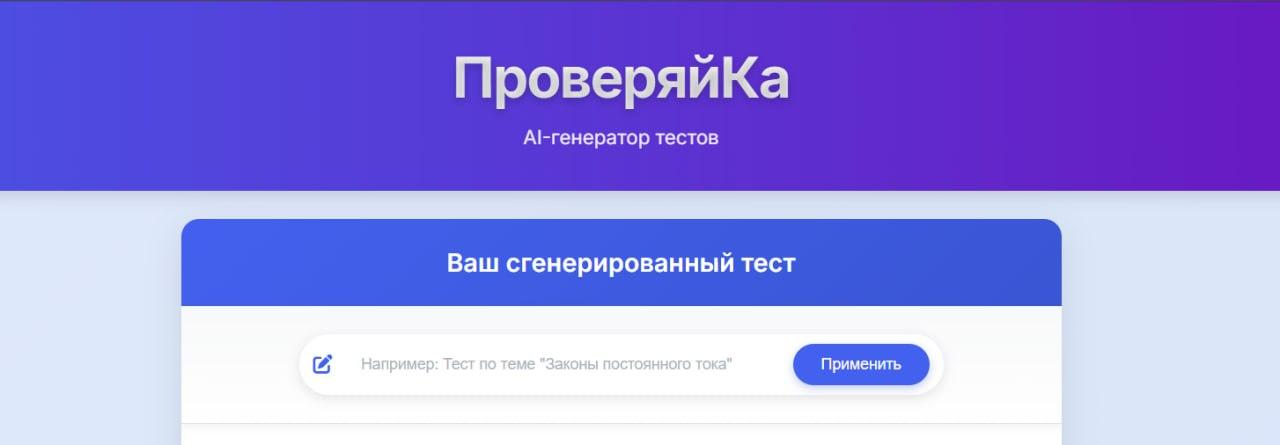 ПроверяйКа
AI-генератор тестов
Ваш сгенерированный тест
Например: Тест по теме "Законы постоянного тока"
Применить